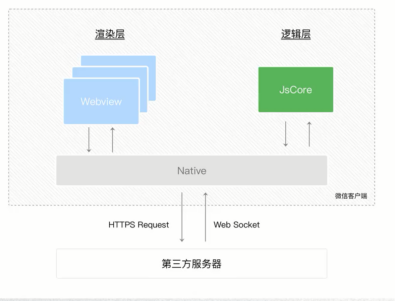 渲染层
逻辑层
Webview
JsCore
Native
微信客户端
HTTPS Request
Web Socket
第三方服务器